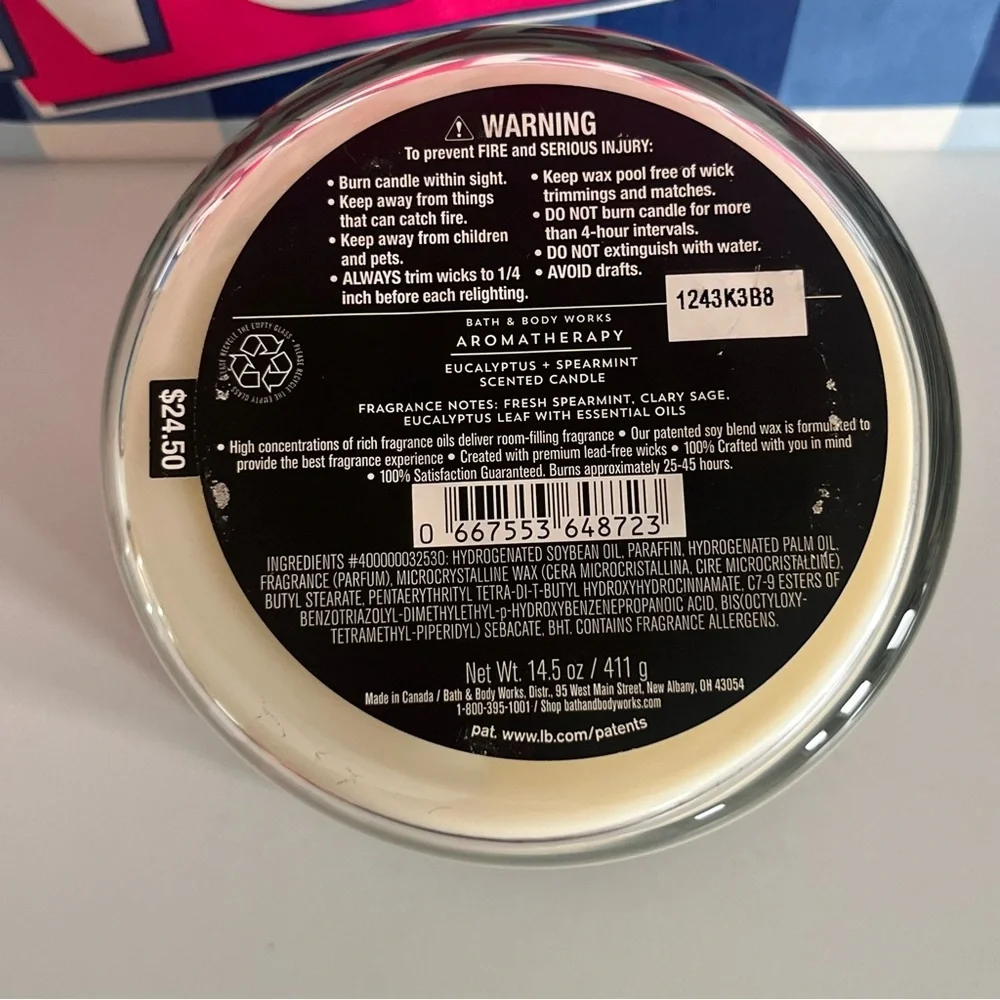 WARNING
To prevent FIRE and SERIOUS INJURY:
• Burn candle within sight.
• Keep away from things
that can catch fire.
• Keep away from children
and pets.
• ALWAYS trim wicks to 1/4
inch before each relighting.
• Keep wax pool free of wick
trimmings and matches.
• DO NOT burn candle for more
than 4-hour intervals.
• DO NOT extinguish with water.
• AVOID drafts.
1243K3B8
BATH & BODY WORKS
AROMATHERAPY
EUCALYPTUS + SPEARMINT
SCENTED CANDLE
PLEASE RECYCLE THE EMPTY GLASS • RECYCLE THE EMPTY GLASS
$24.50
FRAGRANCE NOTES: FRESH SPEARMINT, CLARY SAGE,
EUCALYPTUS LEAF WITH ESSENTIAL OILS
• High concentrations of rich fragrance oils deliver room-filling fragrance • Our patented soy blend wax is formulated to
provide the best fragrance experience • Created with premium lead-free wicks • 100% Crafted with you in mind
• 100% Satisfaction Guaranteed. Burns approximately 25-45 hours.
0 667553 648723
INGREDIENTS #400000032530: HYDROGENATED SOYBEAN OIL, PARAFFIN, HYDROGENATED PALM OIL,
FRAGRANCE (PARFUM), MICROCRYSTALLINE WAX (CERA MICROCRISTALLINA, CIRE MICROCRISTALLINE),
BUTYL STEARATE, PENTAERYTHRITYL TETRA-DI-T-BUTYL HYDROXYHYDROCINNAMATE, C7-9 ESTERS OF
BENZOTRIAZOLYL-DIMETHYLETHYL-p-HYDROXYBENZENEPROPANOIC ACID, BIS(OCTYLOXY-
TETRAMETHYL-PIPERIDYL) SEBACATE, BHT. CONTAINS FRAGRANCE ALLERGENS.
Net Wt. 14.5 oz / 411 g
Made in Canada / Bath & Body Works, Distr., 95 West Main Street, New Albany, OH 43054
1-800-395-1001 / Shop bathandbodyworks.com
pat. www.lb.com/patents